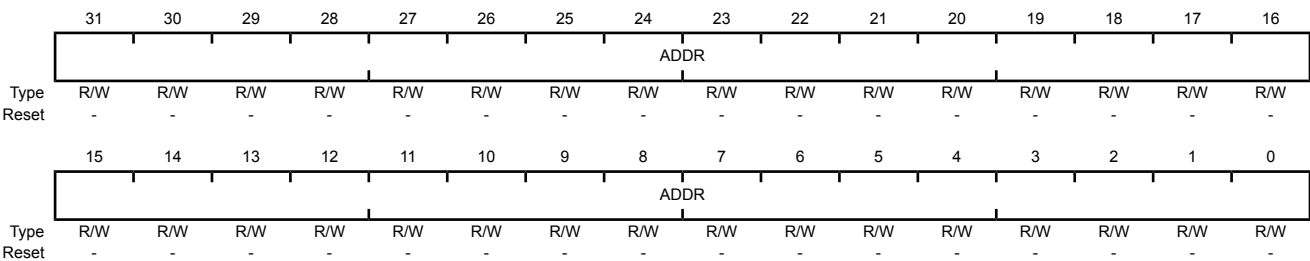 31 30 29 28 27 26 25 24 23 22 21 20 19 18 17 16
ADDR
Type R/W R/W R/W R/W R/W R/W R/W R/W R/W R/W R/W R/W R/W R/W R/W R/W
Reset - - - - - - - - - - - - - - - -
15 14 13 12 11 10 9 8 7 6 5 4 3 2 1 0
ADDR
Type R/W R/W R/W R/W R/W R/W R/W R/W R/W R/W R/W R/W R/W R/W R/W R/W
Reset - - - - - - - - - - - - - - - -